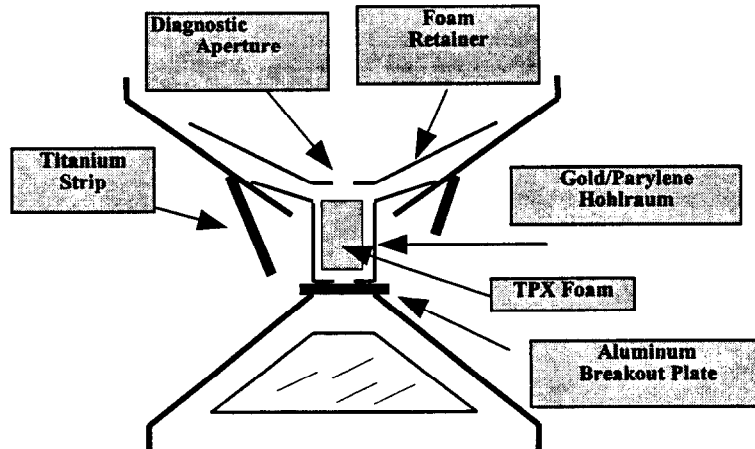 Diagnostic
Aperture
Foam
Retainer
Titanium
Strip
Gold/Parylene
Hohlraum
TPX Foam
Aluminum
Breakout Plate